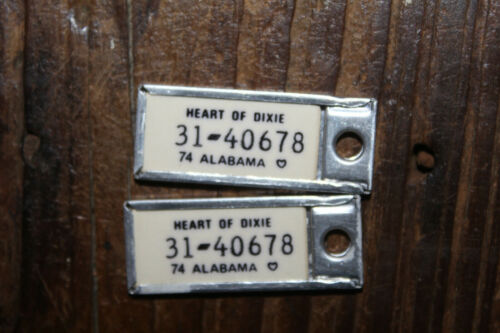 HEART OF DIXIE
31-40678
74 ALABAMA ♡
HEART OF DIXIE
31-40678
74 ALABAMA ♡